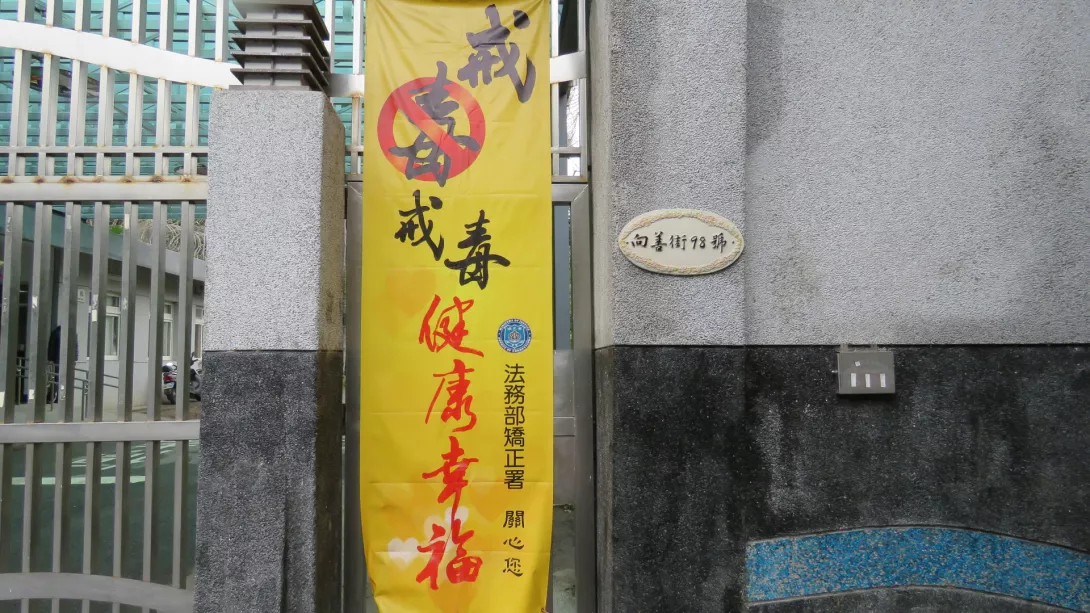 戒毒
戒毒
健康幸福
法務部矯正署 關心您
向善街98號